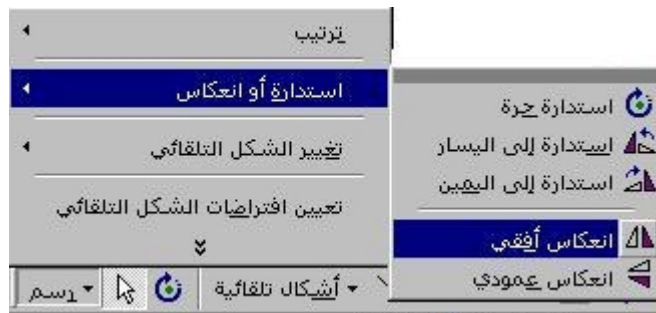 ترتيب
استدارة أو انعكاس
تغيير الشكل التلقائي
تعيين افتراضات الشكل التلقائي
استدارة حرة
استدارة إلى اليسار
استدارة إلى اليمين
انعكاس أفقي
انعكاس عمودي
رسم
أشكال تلقائية